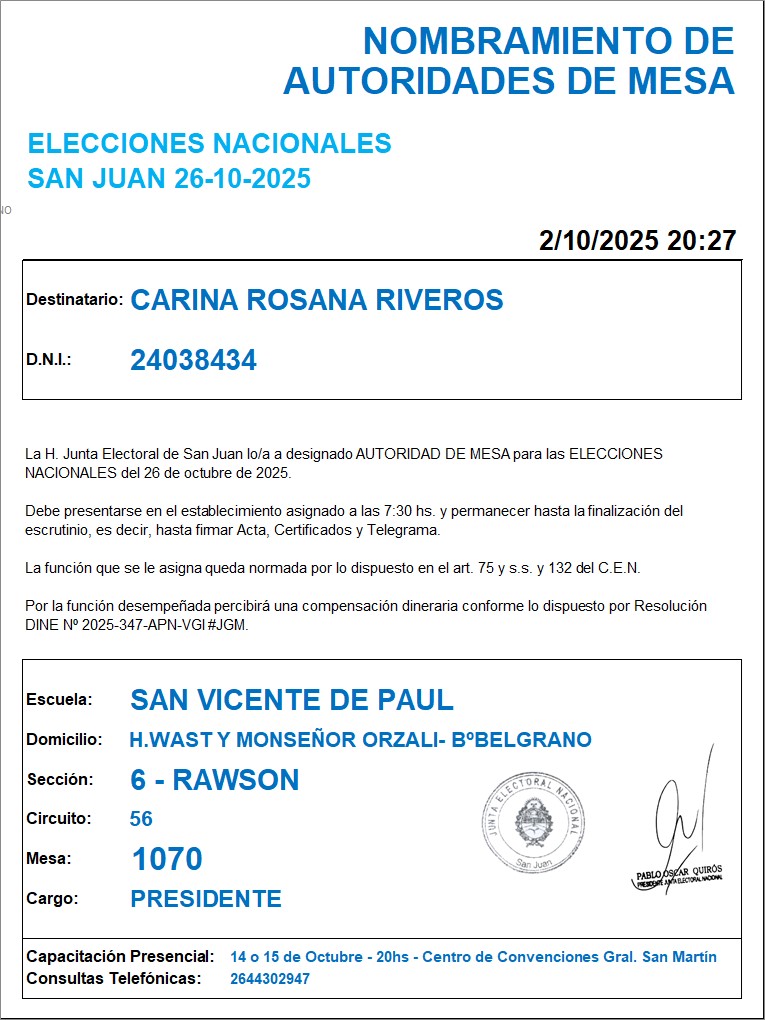 NOMBRAMIENTO DE
AUTORIDADES DE MESA
ELECCIONES NACIONALES
SAN JUAN 26-10-2025
NO
2/10/2025 20:27
Destinatario: CARINA ROSANA RIVEROS
D.N.I.: 24038434
La H. Junta Electoral de San Juan lo/a a designado AUTORIDAD DE MESA para las ELECCIONES
NACIONALES del 26 de octubre de 2025.
Debe presentarse en el establecimiento asignado a las 7:30 hs. y permanecer hasta la finalización del
escrutinio, es decir, hasta firmar Acta, Certificados y Telegrama.
La función que se le asigna queda normada por lo dispuesto en el art. 75 y s.s. y 132 del C.E.N.
Por la función desempeñada percibirá una compensación dineraria conforme lo dispuesto por Resolución
DINE Nº 2025-347-APN-VGI#JGM.
Escuela: SAN VICENTE DE PAUL
Domicilio: H.WAST Y MONSEÑOR ORZALI- BºBELGRANO
Sección: 6 - RAWSON
Circuito: 56
Mesa: 1070
Cargo: PRESIDENTE
JUNTA ELECTORAL NACIONAL
San Juan
PABLO OSCAR QUIRÓS
PRESIDENTE JUNTA ELECTORAL NACIONAL
Capacitación Presencial: 14 o 15 de Octubre - 20hs - Centro de Convenciones Gral. San Martín
Consultas Telefónicas: 2644302947